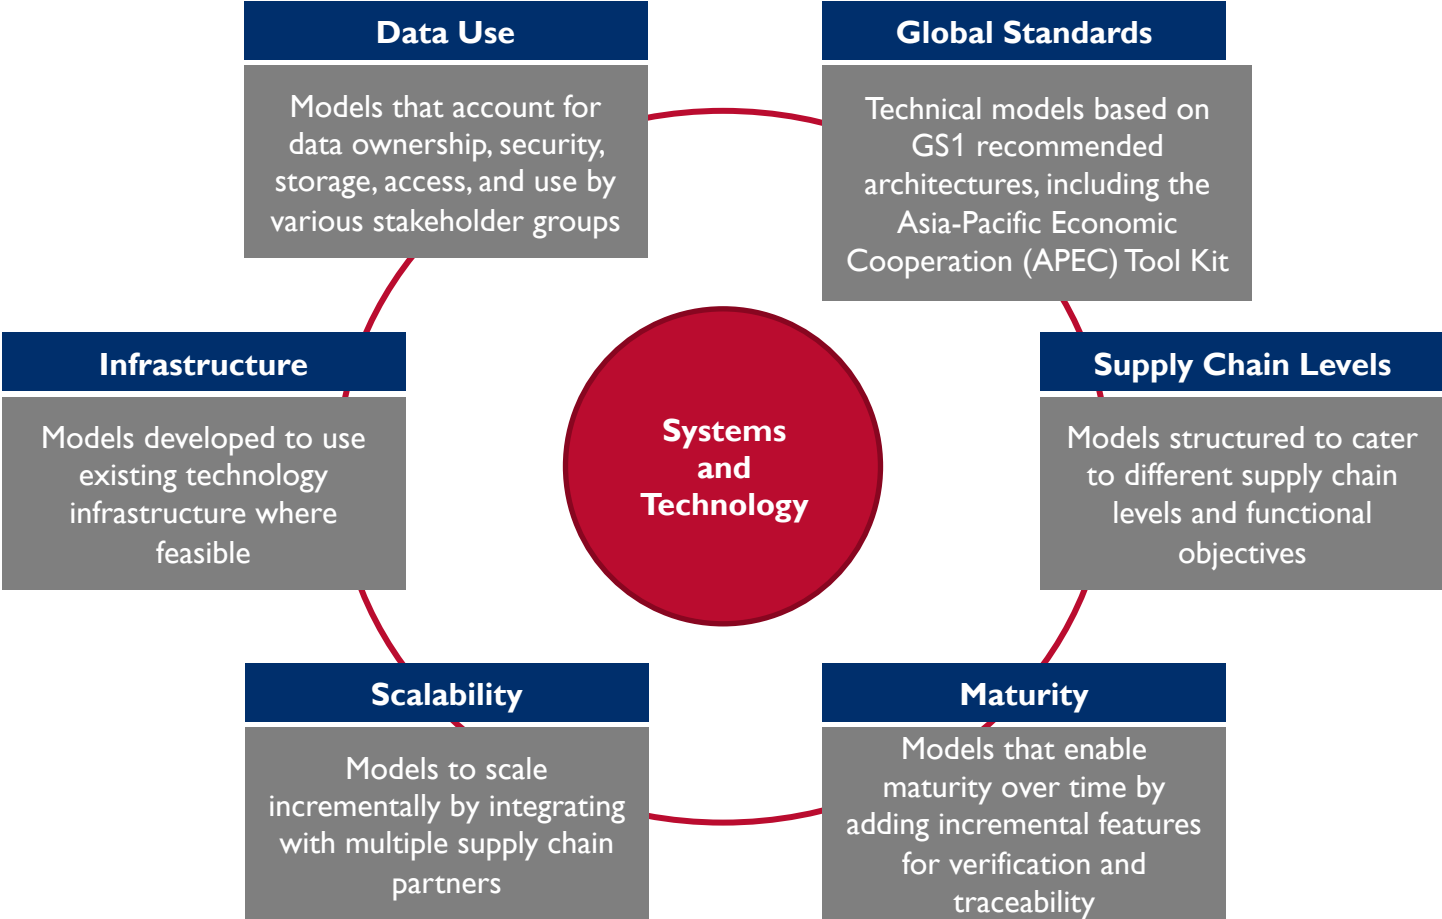 Data Use
Models that account for
data ownership, security,
storage, access, and use by
various stakeholder groups
Global Standards
Technical models based on
GS1 recommended
architectures, including the
Asia-Pacific Economic
Cooperation (APEC) Tool Kit
Infrastructure
Models developed to use
existing technology
infrastructure where
feasible
Systems
and
Technology
Supply Chain Levels
Models structured to cater
to different supply chain
levels and functional
objectives
Scalability
Models to scale
incrementally by integrating
with multiple supply chain
partners
Maturity
Models that enable
maturity over time by
adding incremental features
for verification and
traceability